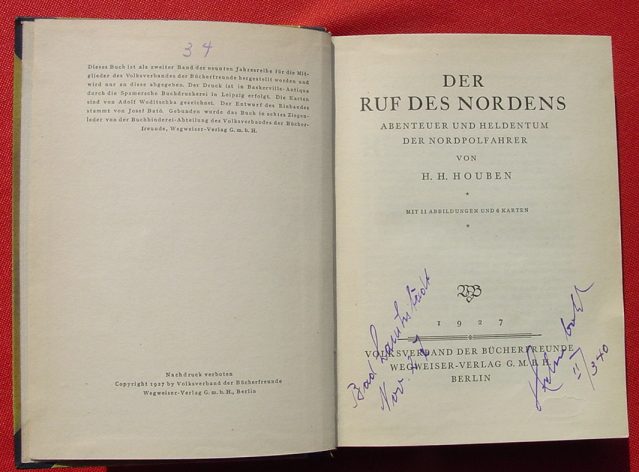 34
Dieses Buch ist als zweiter Band der neunten Jahresreihe für die Mit-
glieder des Volksverbandes der Bücherfreunde hergestellt worden und
wird nur an diese abgegeben. Der Druck ist in Baskerville-Antiqua
durch die Spamersche Buchdruckerei in Leipzig erfolgt. Die Karten
sind von Adolf Weditschka gezeichnet. Der Entwurf des Einbandes
stammt von Josef Batò. Gebunden wurde das Buch in echtes Ziegen-
leder von der Buchbinderei-Abteilung des Volksverbandes der Bücher-
freunde, Wegweiser-Verlag G. m. b. H.
Nachdruck verboten
Copyright 1927 by Volksverband der Bücherfreunde
Wegweiser-Verlag G. m. b. H., Berlin
DER
RUF DES NORDENS
ABENTEUER UND HELDENTUM
DER NORDPOLFAHRER
VON
H. H. HOUBEN
*
MIT 11 ABBILDUNGEN UND 6 KARTEN
*
1927
VOLKSVERBAND DER BÜCHERFREUNDE
WEGWEISER-VERLAG G. M. B. H.
BERLIN
Bad
Nov.